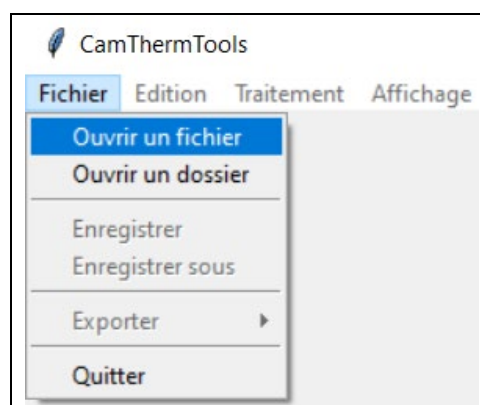 CamThermTools
Fichier Edition Traitement Affichage
Ouvrir un fichier
Ouvrir un dossier
Enregistrer
Enregistrer sous
Exporter
Quitter